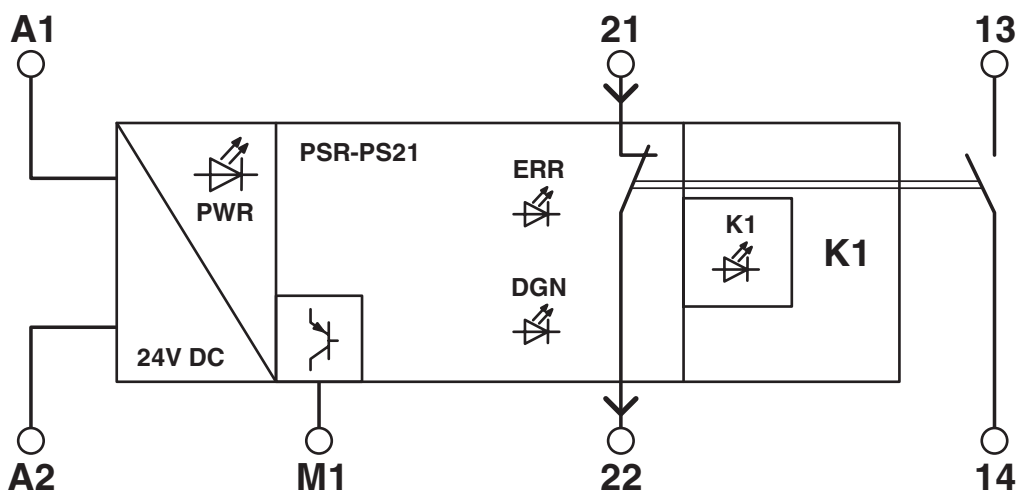 A1
21
13
PSR-PS21
ERR
PWR
K1
K1
DGN
24V DC
A2
M1
22
14